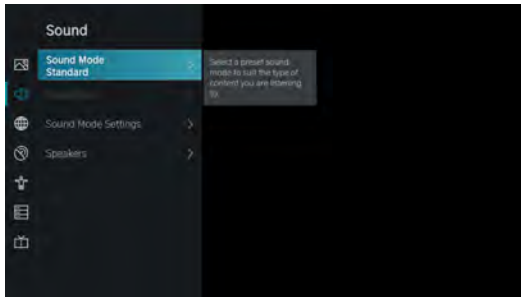 Sound
Sound Mode
Standard
Select a preset sound
mode to suit the type of
content you are listening
to.
Sound Mode Settings
Speakers